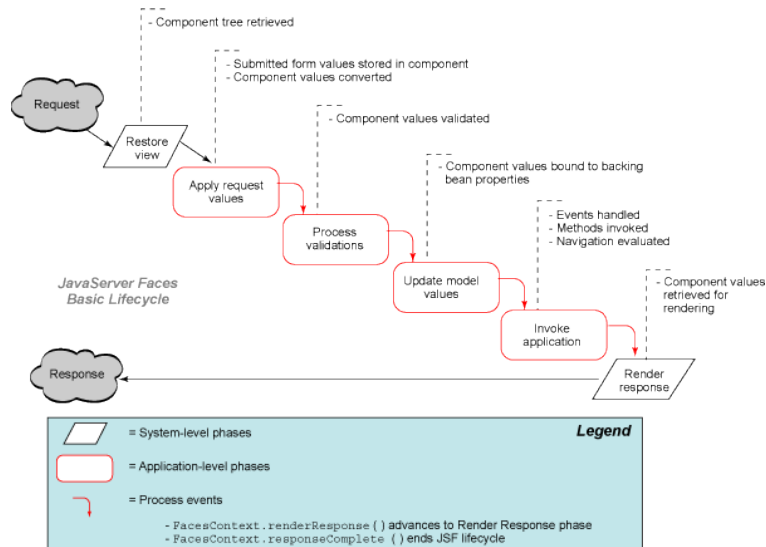 - Component tree retrieved
- Submitted form values stored in component
- Component values converted
Request
- Component values validated
Restore
view
- Component values bound to backing
bean properties
Apply request
values
- Events handled
- Methods invoked
- Navigation evaluated
Process
validations
- Component values
retrieved for
rendering
JavaServer Faces
Basic Lifecycle
Update model
values
Invoke
application
Response
Render
response
Legend
= System-level phases
= Application-level phases
= Process events
- FacesContext.renderResponse() advances to Render Response phase
- FacesContext.responseComplete () ends JSF lifecycle